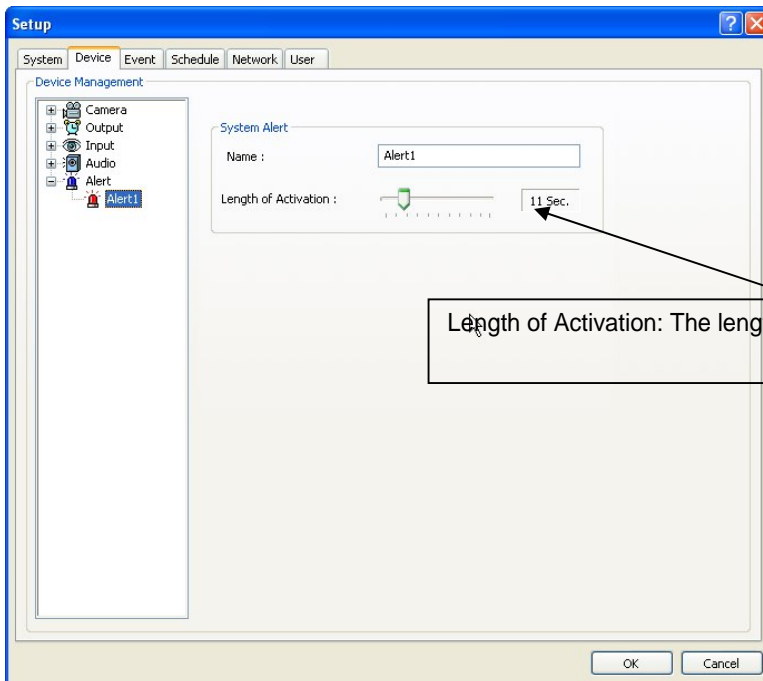 Setup
System Device Event Schedule Network User
Device Management
Camera
Output
Input
Audio
Alert
Alert1
System Alert
Name : Alert1
Length of Activation : 11 Sec.
Length of Activation: The leng
OK Cancel